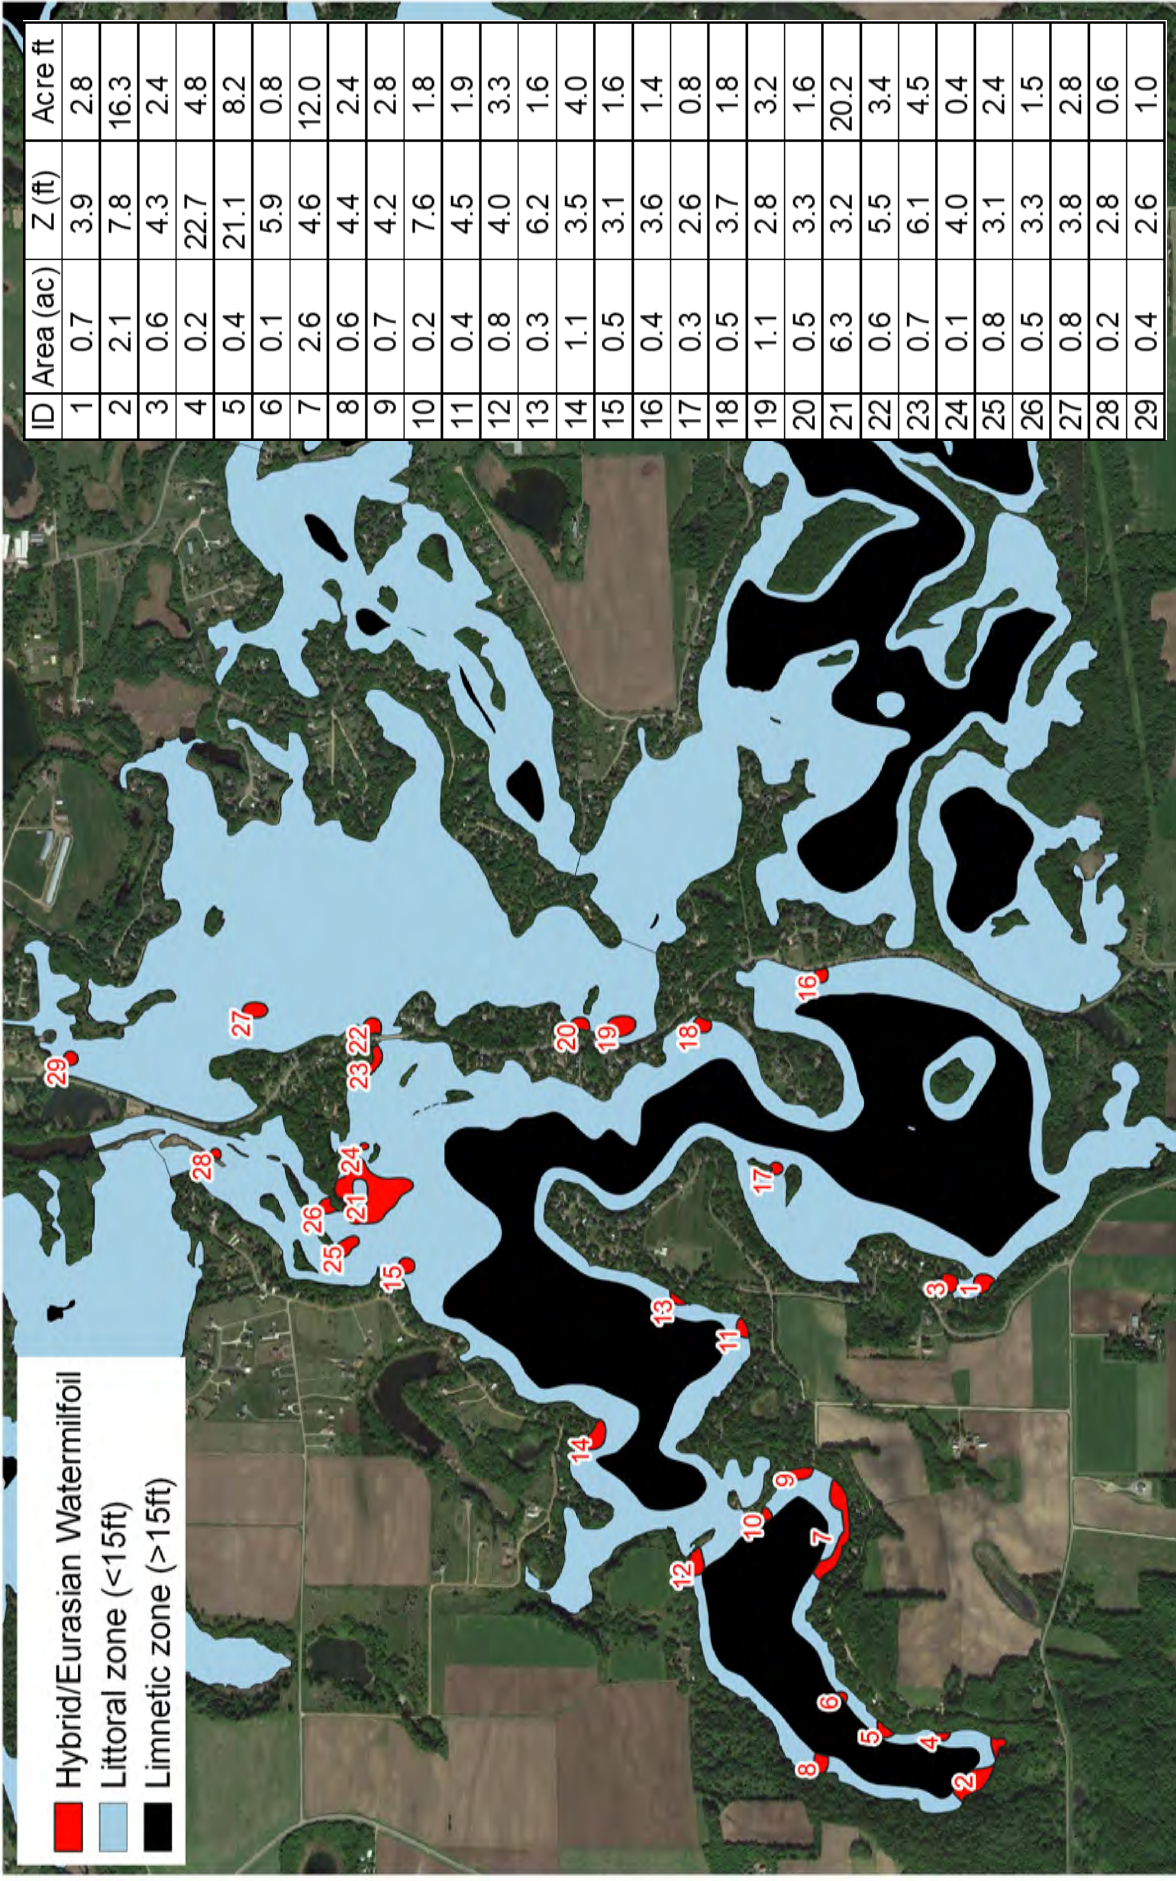 Hybrid/Eurasian Watermilfoil
Littoral zone (<15ft)
Limnetic zone (>15ft)
ID Area (ac) Z (ft) Acre ft
1 0.7 3.9 2.8
2 2.1 7.8 16.3
3 0.6 4.3 2.4
4 0.2 22.7 4.8
5 0.4 21.1 8.2
6 0.1 5.9 0.8
7 2.6 4.6 12.0
8 0.6 4.4 2.4
9 0.7 4.2 2.8
10 0.2 7.6 1.8
11 0.4 4.5 1.9
12 0.8 4.0 3.3
13 0.3 6.2 1.6
14 1.1 3.5 4.0
15 0.5 3.1 1.6
16 0.4 3.6 1.4
17 0.3 2.6 0.8
18 0.5 3.7 1.8
19 1.1 2.8 3.2
20 0.5 3.3 1.6
21 6.3 3.2 20.2
22 0.6 5.5 3.4
23 0.7 6.1 4.5
24 0.1 4.0 0.4
25 0.8 3.1 2.4
26 0.5 3.3 1.5
27 0.8 3.8 2.8
28 0.2 2.8 0.6
29 0.4 2.6 1.0
29
27
28
22
23
24
21
26
25
15
20
19
18
16
17
14
13
11
3
1
12
10
9
7
8
6
5
4
2